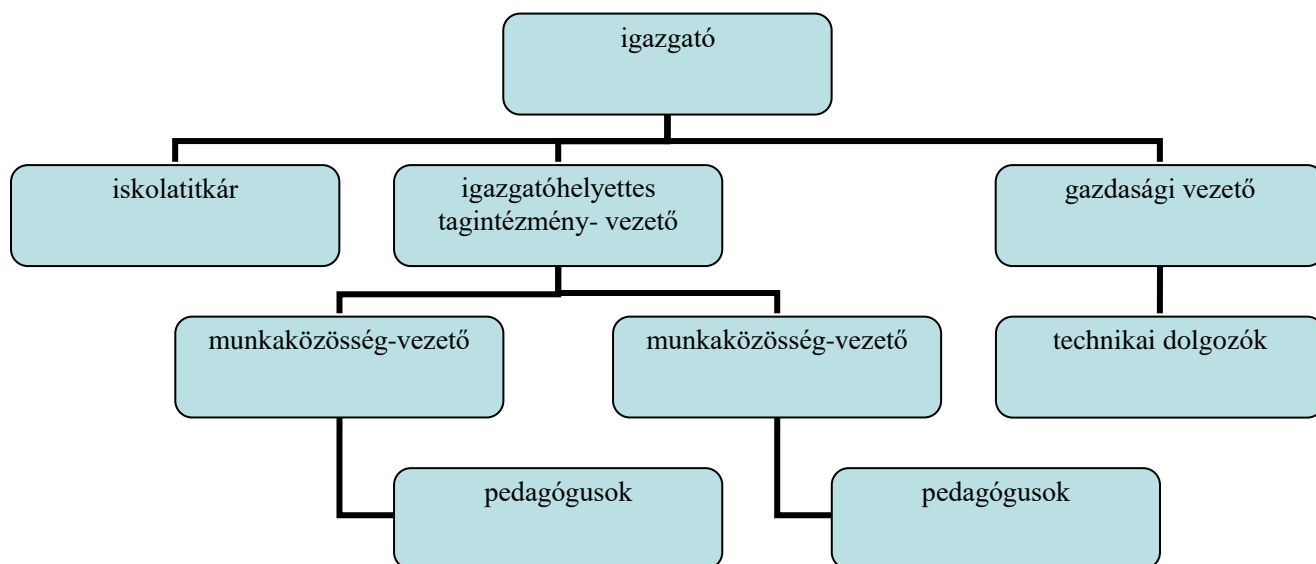 igazgató
iskolatitkár
igazgatóhelyettes
tagintézmény- vezető
gazdasági vezető
munkaközösség-vezető
munkaközösség-vezető
technikai dolgozók
pedagógusok
pedagógusok